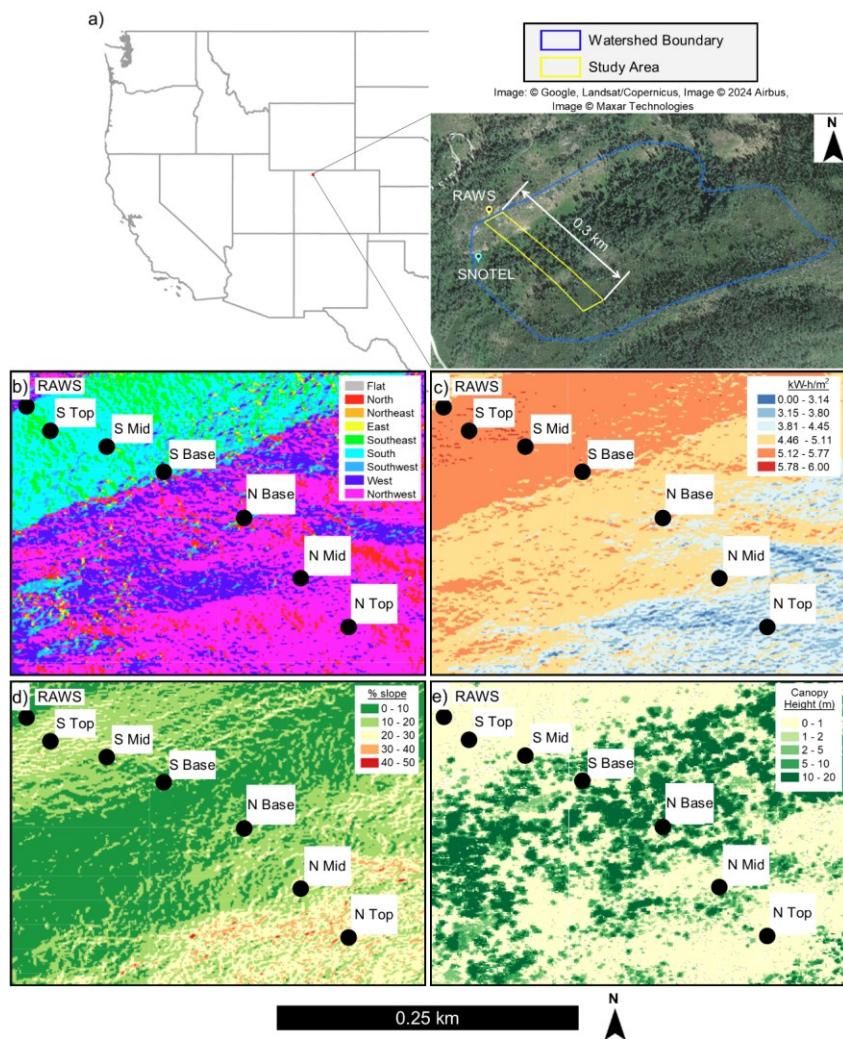 a)
Watershed Boundary
Study Area
Image: © Google, Landsat/Copernicus, Image © 2024 Airbus,
Image © Maxar Technologies
N
RAWS
0.3 km
SNOTEL
b)
RAWS
S Top
S Mid
S Base
N Base
N Mid
N Top
Flat
North
Northeast
East
Southeast
South
Southwest
West
Northwest
c)
RAWS
S Top
S Mid
S Base
N Base
N Mid
N Top
kW-h/m²
0.00 - 3.14
3.15 - 3.80
3.81 - 4.45
4.46 - 5.11
5.12 - 5.77
5.78 - 6.00
d)
RAWS
S Top
S Mid
S Base
N Base
N Mid
N Top
% slope
0 - 10
10 - 20
20 - 30
30 - 40
40 - 50
e)
RAWS
S Top
S Mid
S Base
N Base
N Mid
N Top
Canopy
Height (m)
0 - 1
1 - 2
2 - 5
5 - 10
10 - 20
0.25 km
N